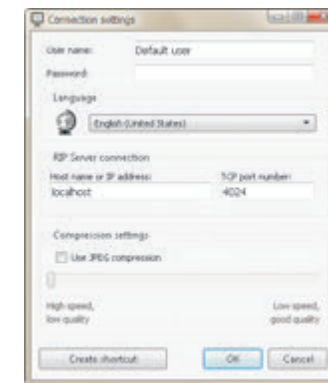 Connection settings
User name: Default user
Password:
Language
English (United States)
RIP Server connection
Host name or IP address: TCP port number:
localhost 4024
Compression settings
Use JPEG compression
High speed, Low speed,
low quality good quality
Create shortcut OK Cancel